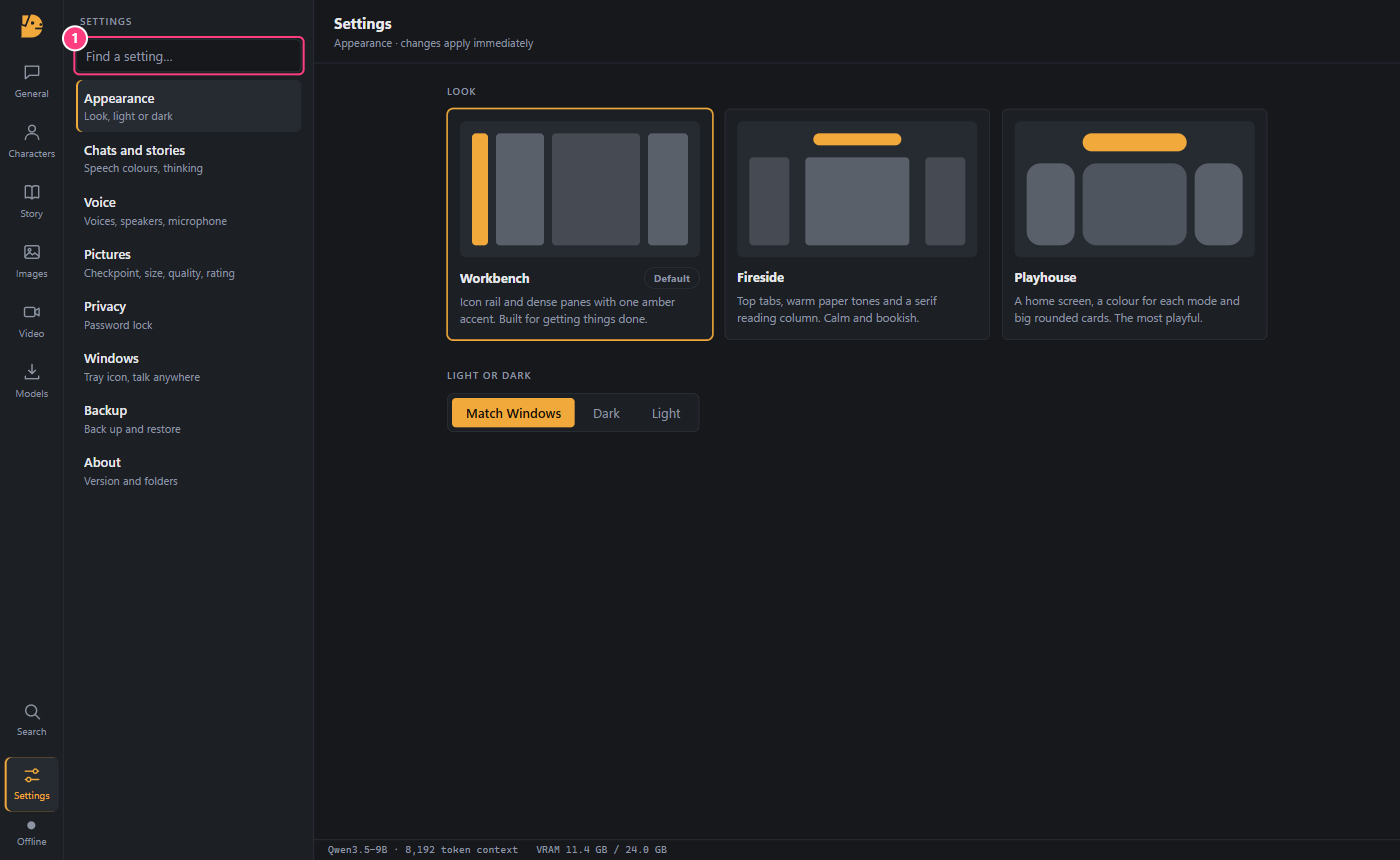 SETTINGS
1
Find a setting...
Appearance
Look, light or dark
Chats and stories
Speech colours, thinking
Voice
Voices, speakers, microphone
Pictures
Checkpoint, size, quality, rating
Privacy
Password lock
Windows
Tray icon, talk anywhere
Backup
Back up and restore
About
Version and folders
General
Characters
Story
Images
Video
Models
Search
Settings
Offline
Settings
Appearance · changes apply immediately
LOOK
Workbench
Default
Icon rail and dense panes with one amber
accent. Built for getting things done.
Fireside
Top tabs, warm paper tones and a serif
reading column. Calm and bookish.
Playhouse
A home screen, a colour for each mode and
big rounded cards. The most playful.
LIGHT OR DARK
Match Windows
Dark
Light
Qwen3.5-9B · 8,192 token context
VRAM 11.4 GB / 24.0 GB